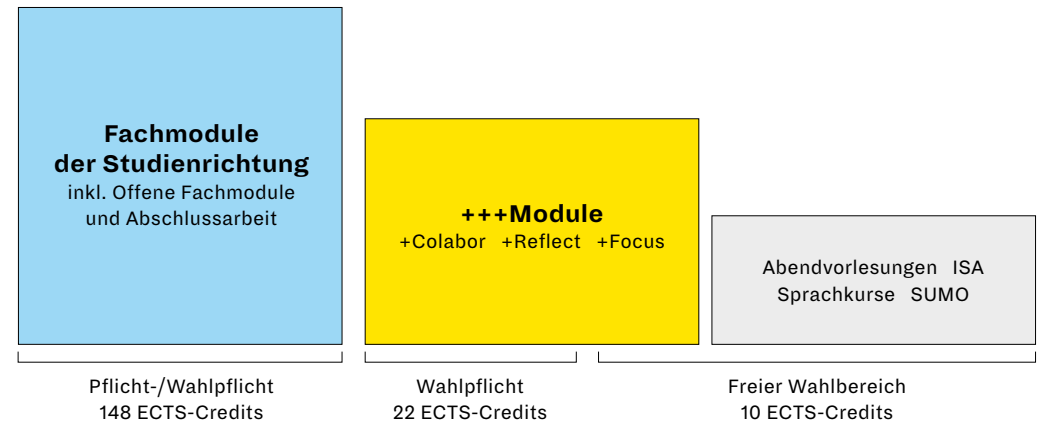 Fachmodule
der Studienrichtung
inkl. Offene Fachmodule
und Abschlussarbeit
+++Module
+Colabor +Reflect +Focus
Abendvorlesungen ISA
Sprachkurse SUMO
Pflicht-/Wahlpflicht
148 ECTS-Credits
Wahlpflicht
22 ECTS-Credits
Freier Wahlbereich
10 ECTS-Credits